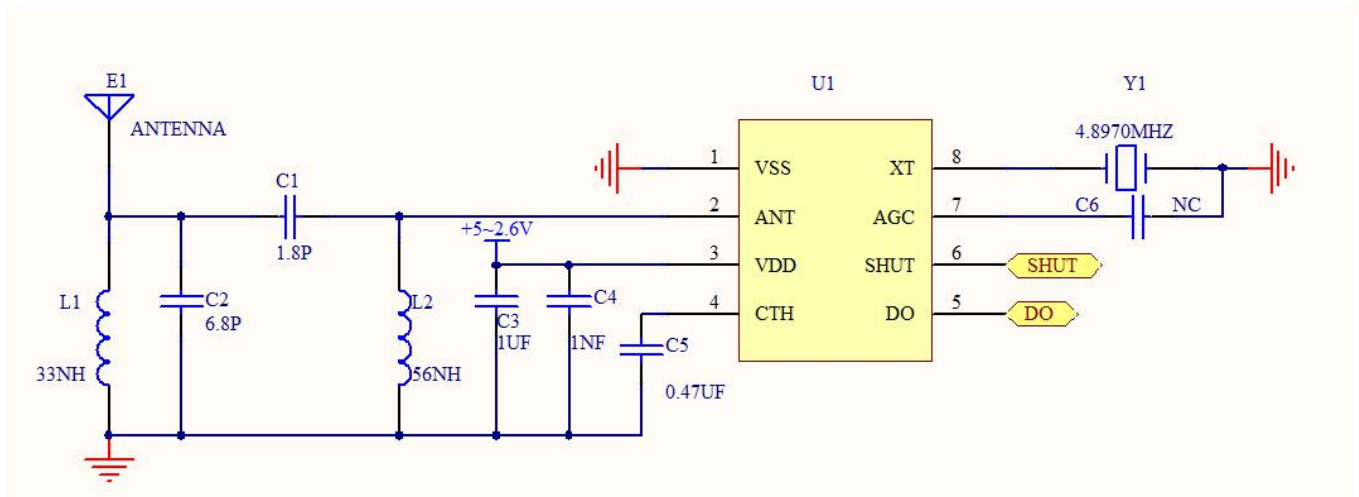 E1
ANTENNA
C1
1.8P
L1
33NH
C2
6.8P
L2
56NH
+5~2.6V
C3
1UF
C4
1NF
C5
0.47UF
U1
1 VSS
2 ANT
3 VDD
4 CTH
XT 8
AGC 7
SHUT 6
DO 5
Y1
4.8970MHZ
C6 NC
SHUT
DO